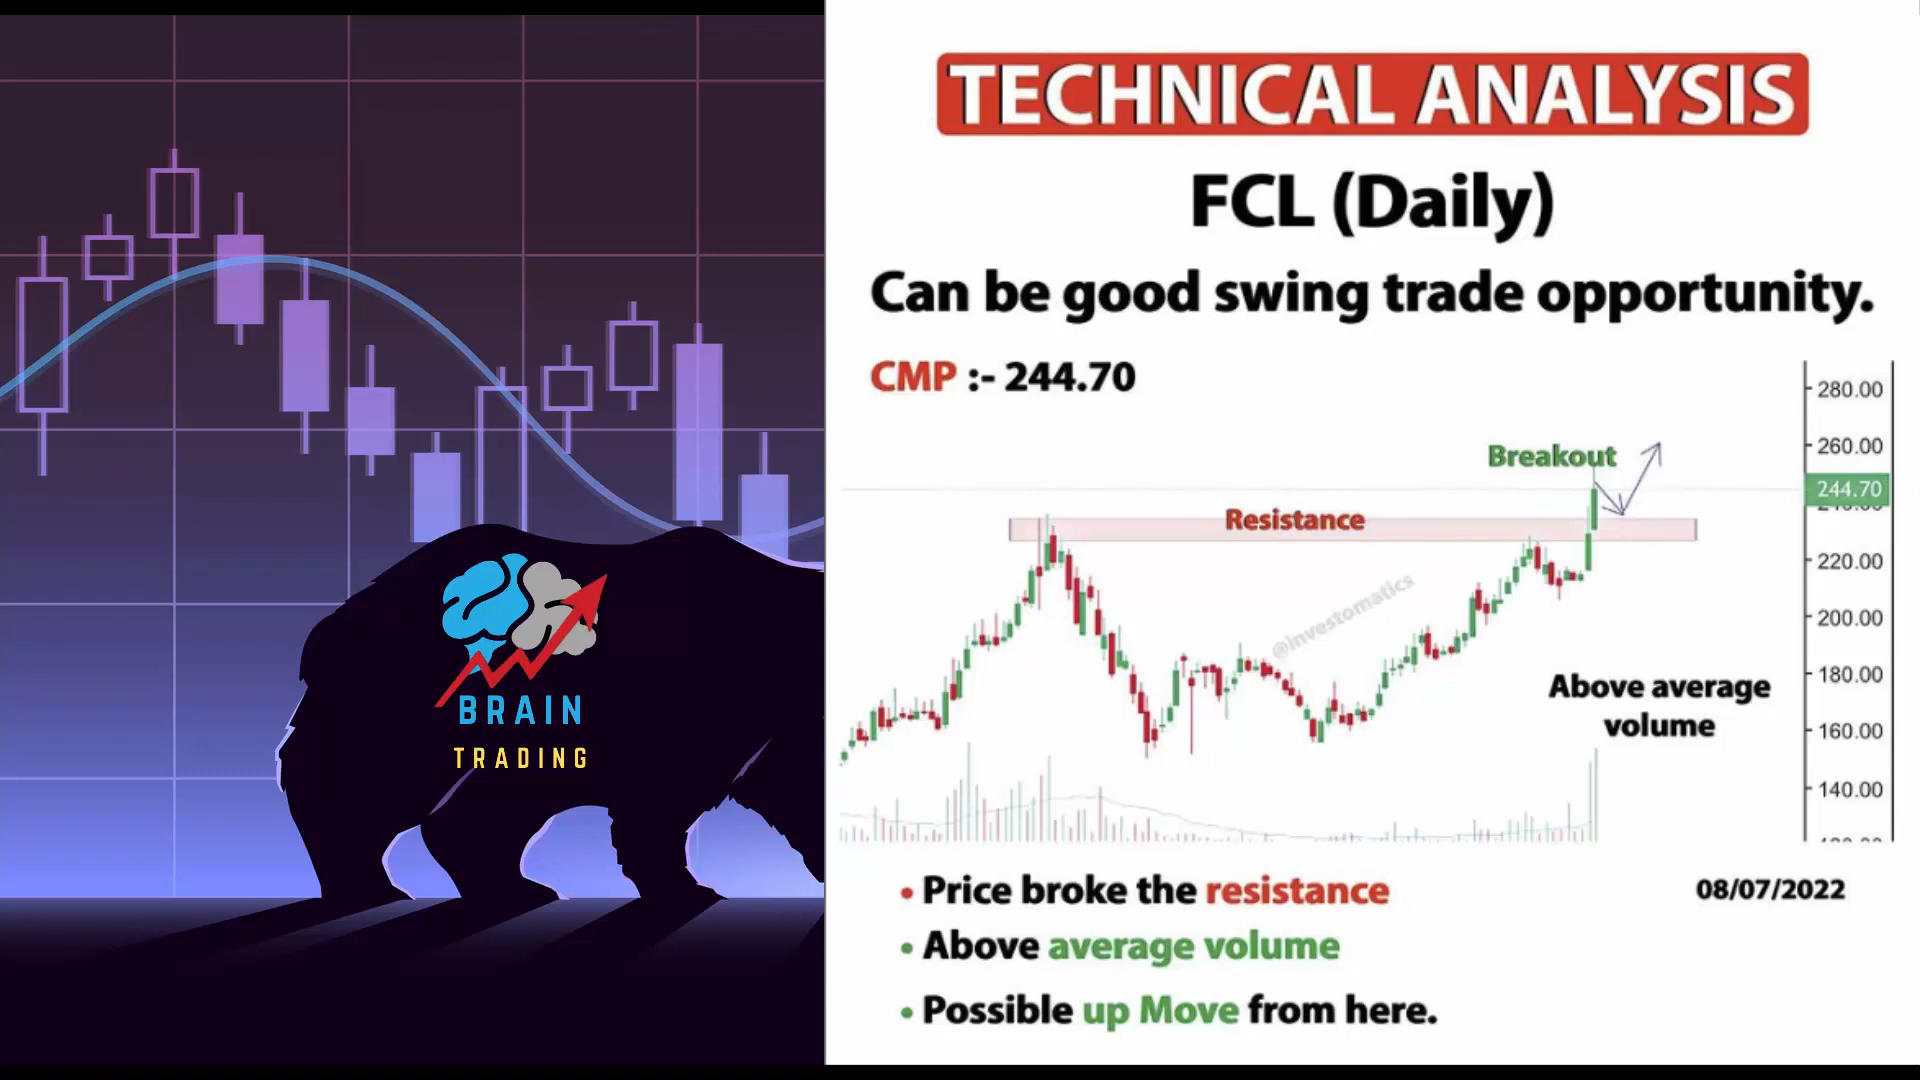 TECHNICAL ANALYSIS
FCL (Daily)
Can be good swing trade opportunity.
CMP :- 244.70
280.00
Breakout
260.00
244.70
Resistance
220.00
@investomatics
200.00
180.00
Above average
volume
160.00
140.00
BRAIN
TRADING
• Price broke the resistance
08/07/2022
• Above average volume
• Possible up Move from here.